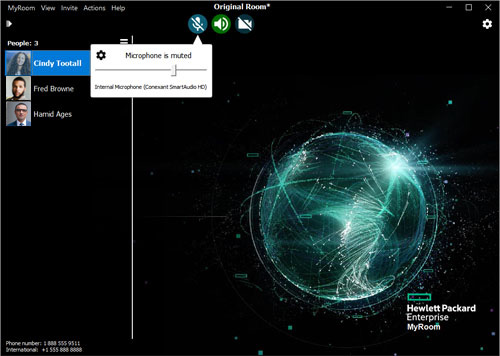 MyRoom View Invite Actions Help
Original Room*
People: 3
Microphone is muted
Internal Microphone (Conexant SmartAudio HD)
Cindy Tootall
Fred Browne
Hamid Ages
Hewlett Packard
Enterprise
MyRoom
Phone number: 1 888 555 9511
International: +1 555 888 8888